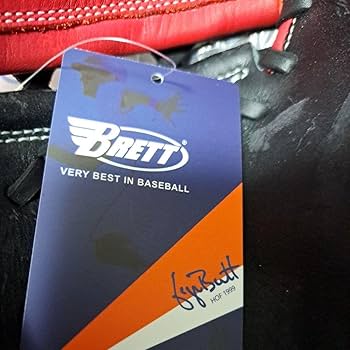 BRETT®
VERY BEST IN BASEBALL
HOF 1999